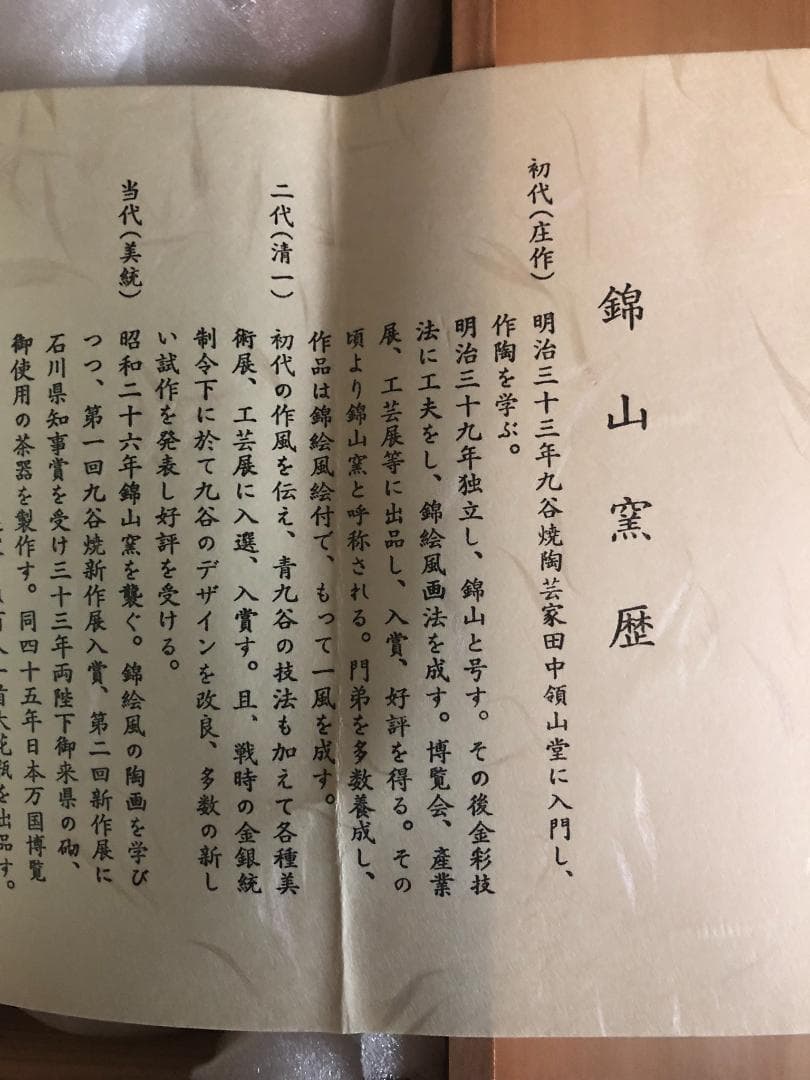 錦山窯歴
初代(庄作)
明治三十三年九谷焼陶芸家田中領山堂に入門し、
作陶を学ぶ。
明治三十九年独立し、錦山と号す。その後金彩技
法に工夫をし、錦絵風画法を成す。博覧会、産業
展、工芸展等に出品し、入賞、好評を得る。その
頃より錦山窯と呼称される。門弟を多数養成し、
作品は錦絵風絵付で、もって一風を成す。
二代(清一)
初代の作風を伝え、青九谷の技法も加えて各種美
術展、工芸展に入選、入賞す。且、戦時の金銀統
制令下に於て九谷のデザインを改良、多数の新し
い試作を発表し好評を受ける。
当代(美統)
昭和二十六年錦山窯を襲ぐ。錦絵風の陶画を学び
つつ、第一回九谷焼新作展入賞、第二回新作展に
石川県知事賞を受け三十三年両陛下御来県の砌、
御使用の茶器を製作す。同四十五年日本万国博覧
首大花瓶を出品す。